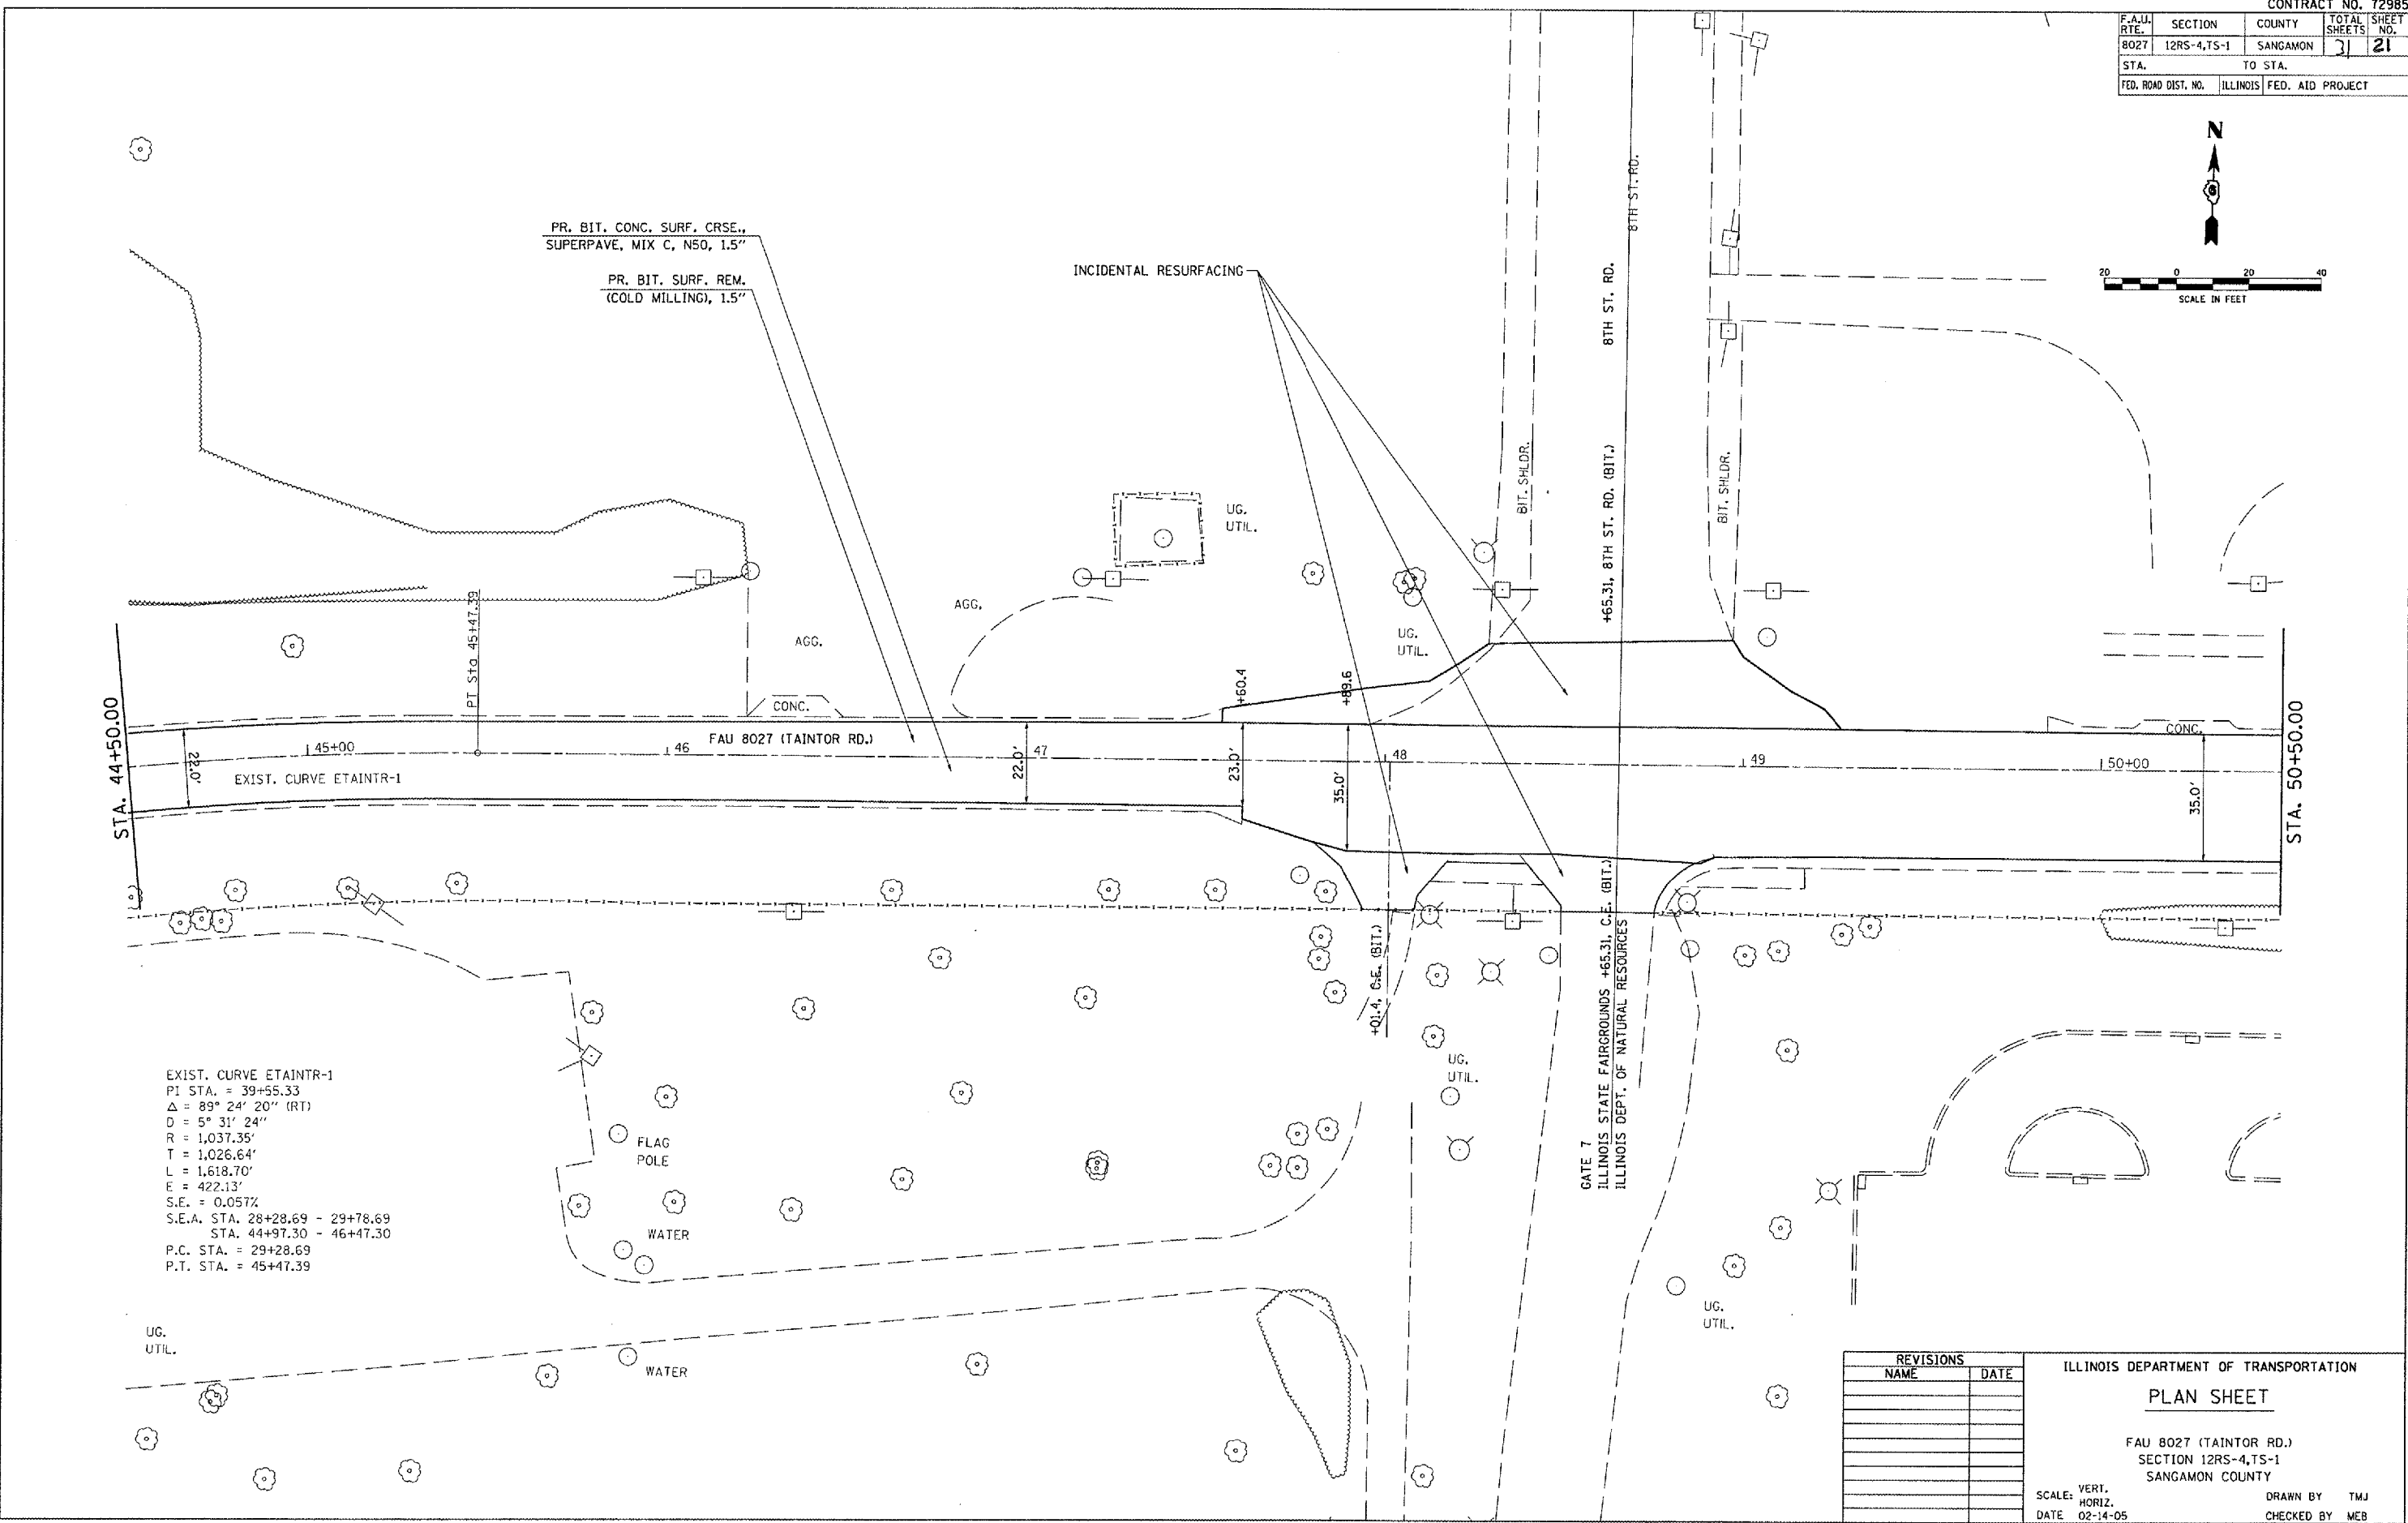 CONTRACT NO. 72985
F.A.U. RTE. SECTION COUNTY TOTAL SHEETS SHEET NO.
8027 12RS-4,TS-1 SANGAMON 31 21
STA. TO STA.
FED. ROAD DIST. NO. ILLINOIS FED. AID PROJECT
N
6
20 0 20 40
SCALE IN FEET
PR. BIT. CONC. SURF. CRSE.,
SUPERPAVE, MIX C, N50, 1.5"
PR. BIT. SURF. REM.
(COLD MILLING), 1.5"
INCIDENTAL RESURFACING
8TH ST. RD.
8TH ST. RD.
8TH ST. RD.
+65.31, 8TH ST. RD. (BIT.)
BIT. SHLDR.
BIT. SHLDR.
UG.
UTIL.
UG.
UTIL.
AGG.
AGG.
CONC.
PT Sta 45+47.39
STA. 44+50.00
22.0'
45+00
46
FAU 8027 (TAINTOR RD.)
22.0'
47
+60.4
23.0'
+89.6
35.0'
48
49
50+00
CONC.
35.0'
STA. 50+50.00
EXIST. CURVE ETAINTR-1
+01.4, C.E. (BIT.)
GATE 7
ILLINOIS STATE FAIRGROUNDS +65.31, C.E. (BIT.)
ILLINOIS DEPT. OF NATURAL RESOURCES
UG.
UTIL.
EXIST. CURVE ETAINTR-1
PI STA. = 39+55.33
Δ = 89° 24' 20" (RT)
D = 5° 31' 24"
R = 1,037.35'
T = 1,026.64'
L = 1,618.70'
E = 422.13'
S.E. = 0.057%
S.E.A. STA. 28+28.69 - 29+78.69
STA. 44+97.30 - 46+47.30
P.C. STA. = 29+28.69
P.T. STA. = 45+47.39
FLAG
POLE
WATER
WATER
UG.
UTIL.
UG.
UTIL.
REVISIONS
NAME DATE
ILLINOIS DEPARTMENT OF TRANSPORTATION
PLAN SHEET
FAU 8027 (TAINTOR RD.)
SECTION 12RS-4,TS-1
SANGAMON COUNTY
SCALE: VERT.
HORIZ.
DATE 02-14-05
DRAWN BY TMJ
CHECKED BY MEB